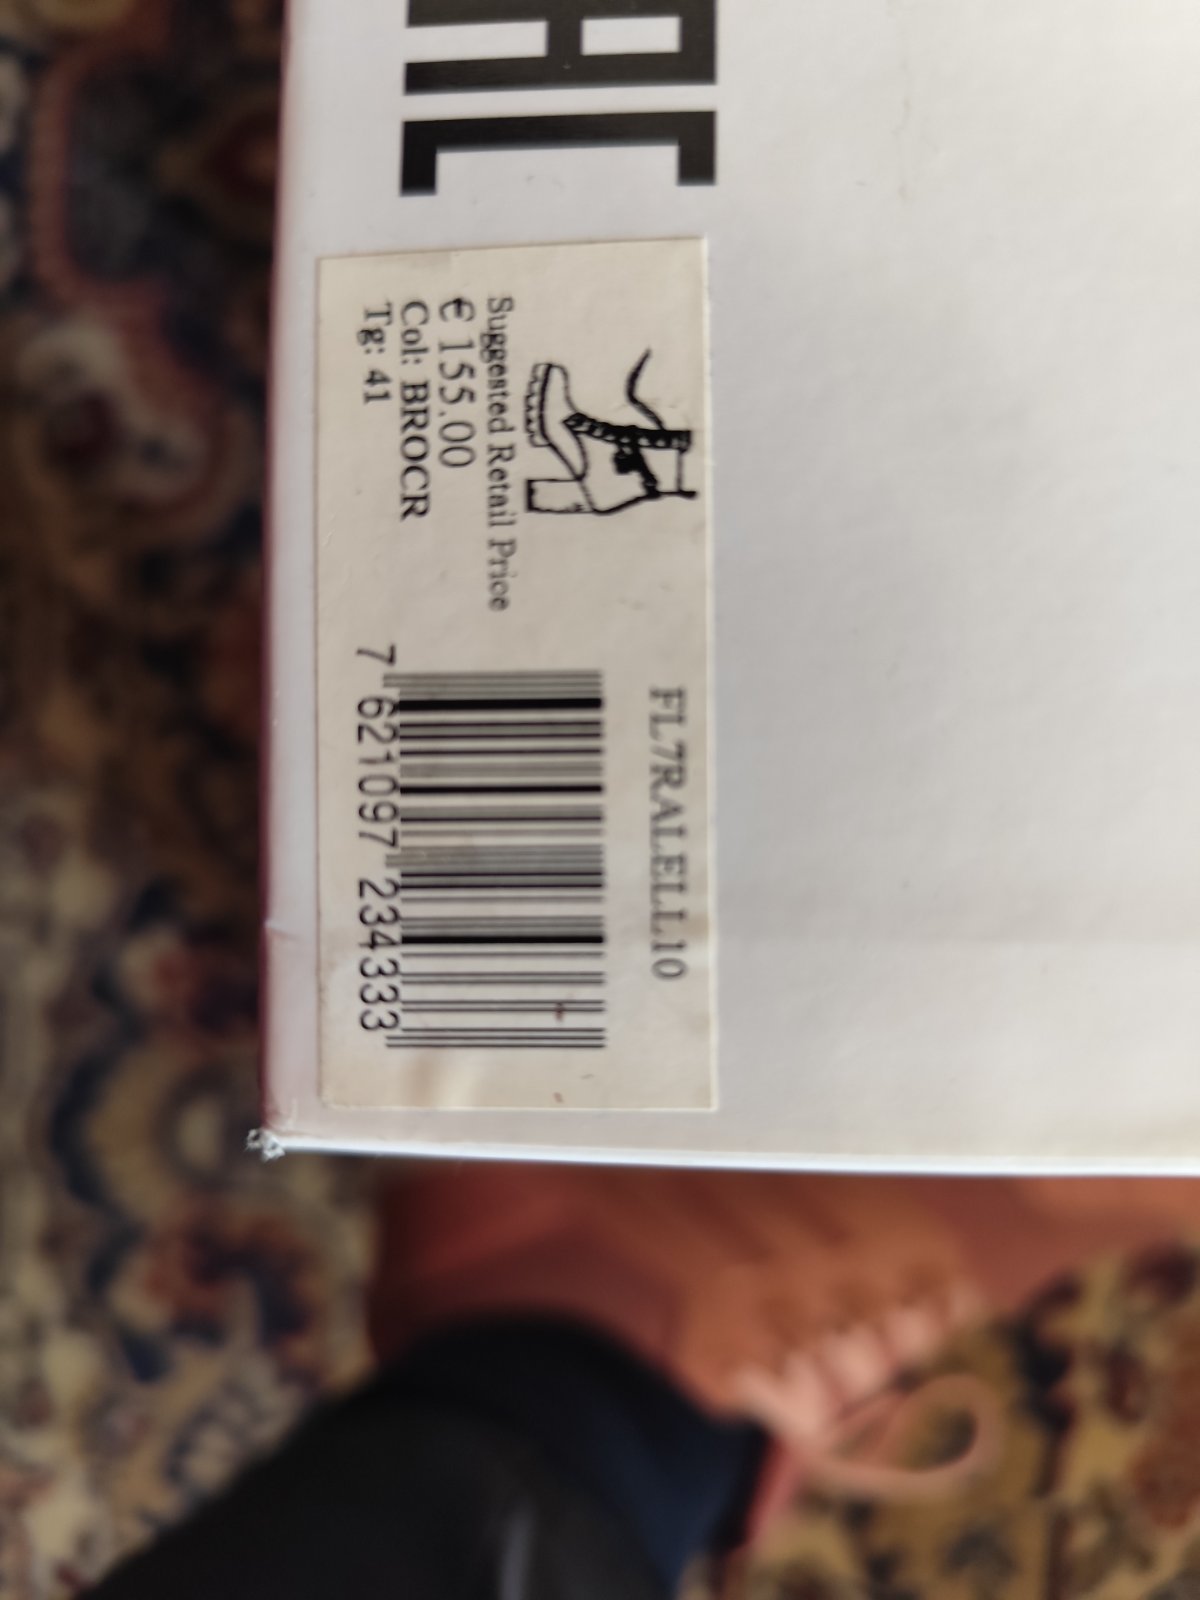 FL7RALELL10
Suggested Retail Price
€ 155.00
Col: BROCR
Tg: 41
7 621097 234333